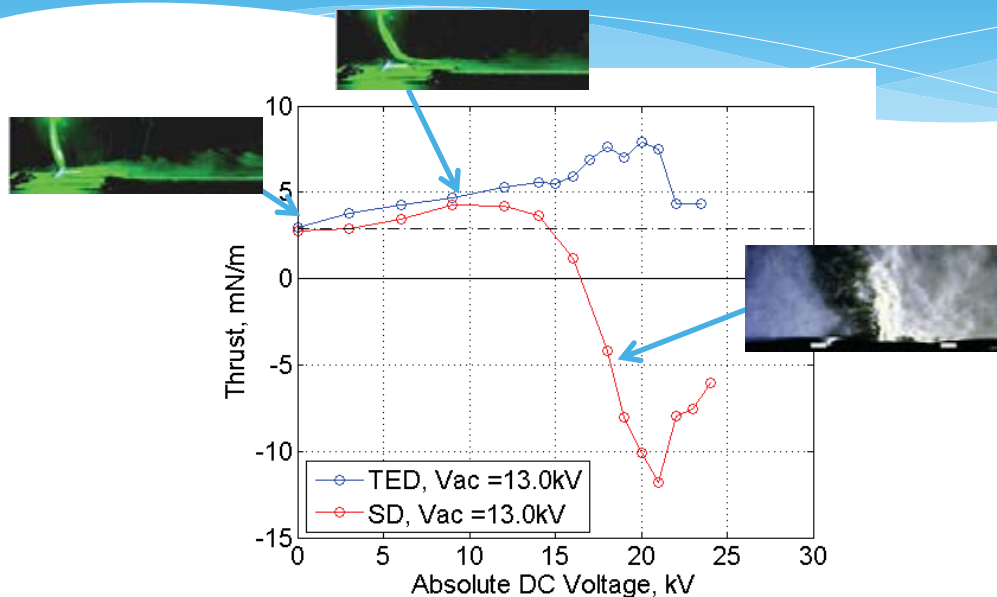 10
5
0
-5
-10
-15
Thrust, mN/m
TED, Vac =13.0kV
SD, Vac =13.0kV
0 5 10 15 20 25 30
Absolute DC Voltage, kV